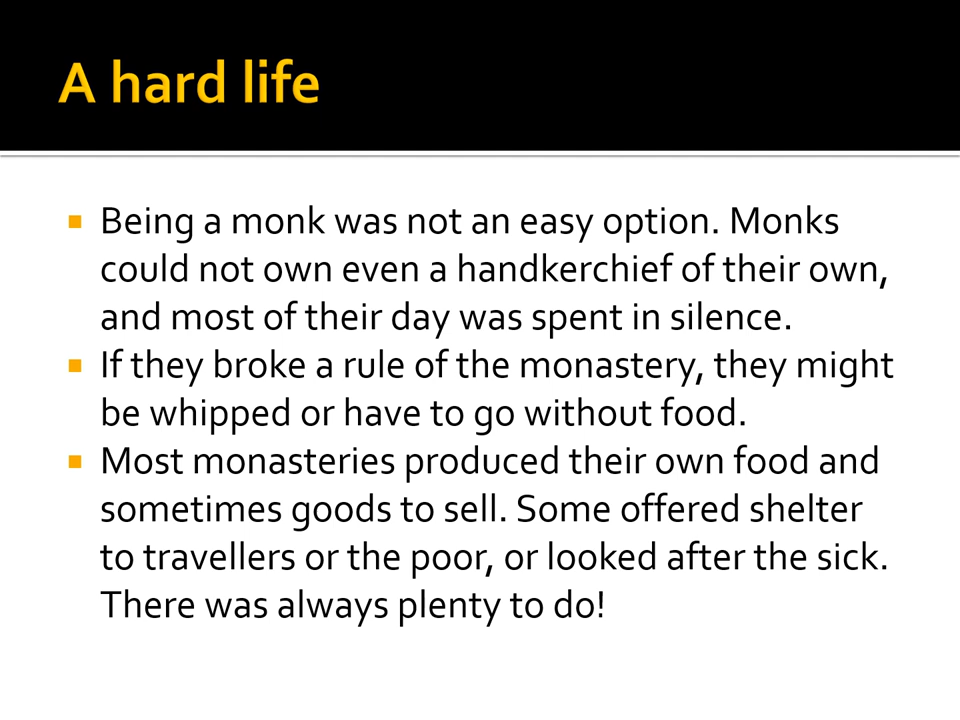 A hard life
Being a monk was not an easy option. Monks
could not own even a handkerchief of their own,
and most of their day was spent in silence.
If they broke a rule of the monastery, they might
be whipped or have to go without food.
Most monasteries produced their own food and
sometimes goods to sell. Some offered shelter
to travellers or the poor, or looked after the sick.
There was always plenty to do!